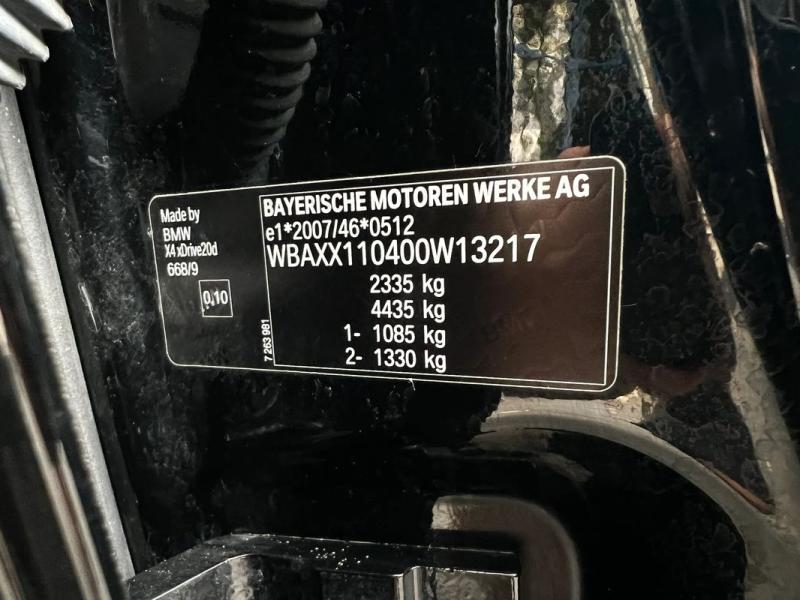 Made by
BMW
X4 xDrive20d
668/9
0,10
7 263 981
BAYERISCHE MOTOREN WERKE AG
e1*2007/46*0512
WBAXX110400W13217
2335 kg
4435 kg
1- 1085 kg
2- 1330 kg